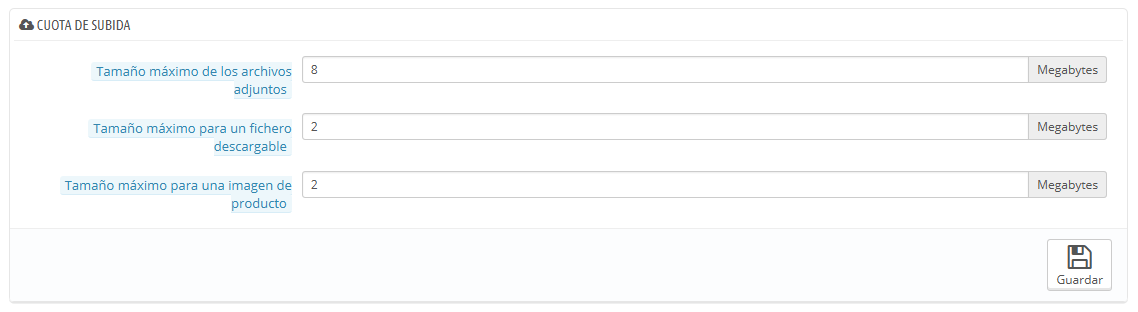 CUOTA DE SUBIDA
Tamaño máximo de los archivos
adjuntos
8
Megabytes
Tamaño máximo para un fichero
descargable
2
Megabytes
Tamaño máximo para una imagen de
producto
2
Megabytes
Guardar